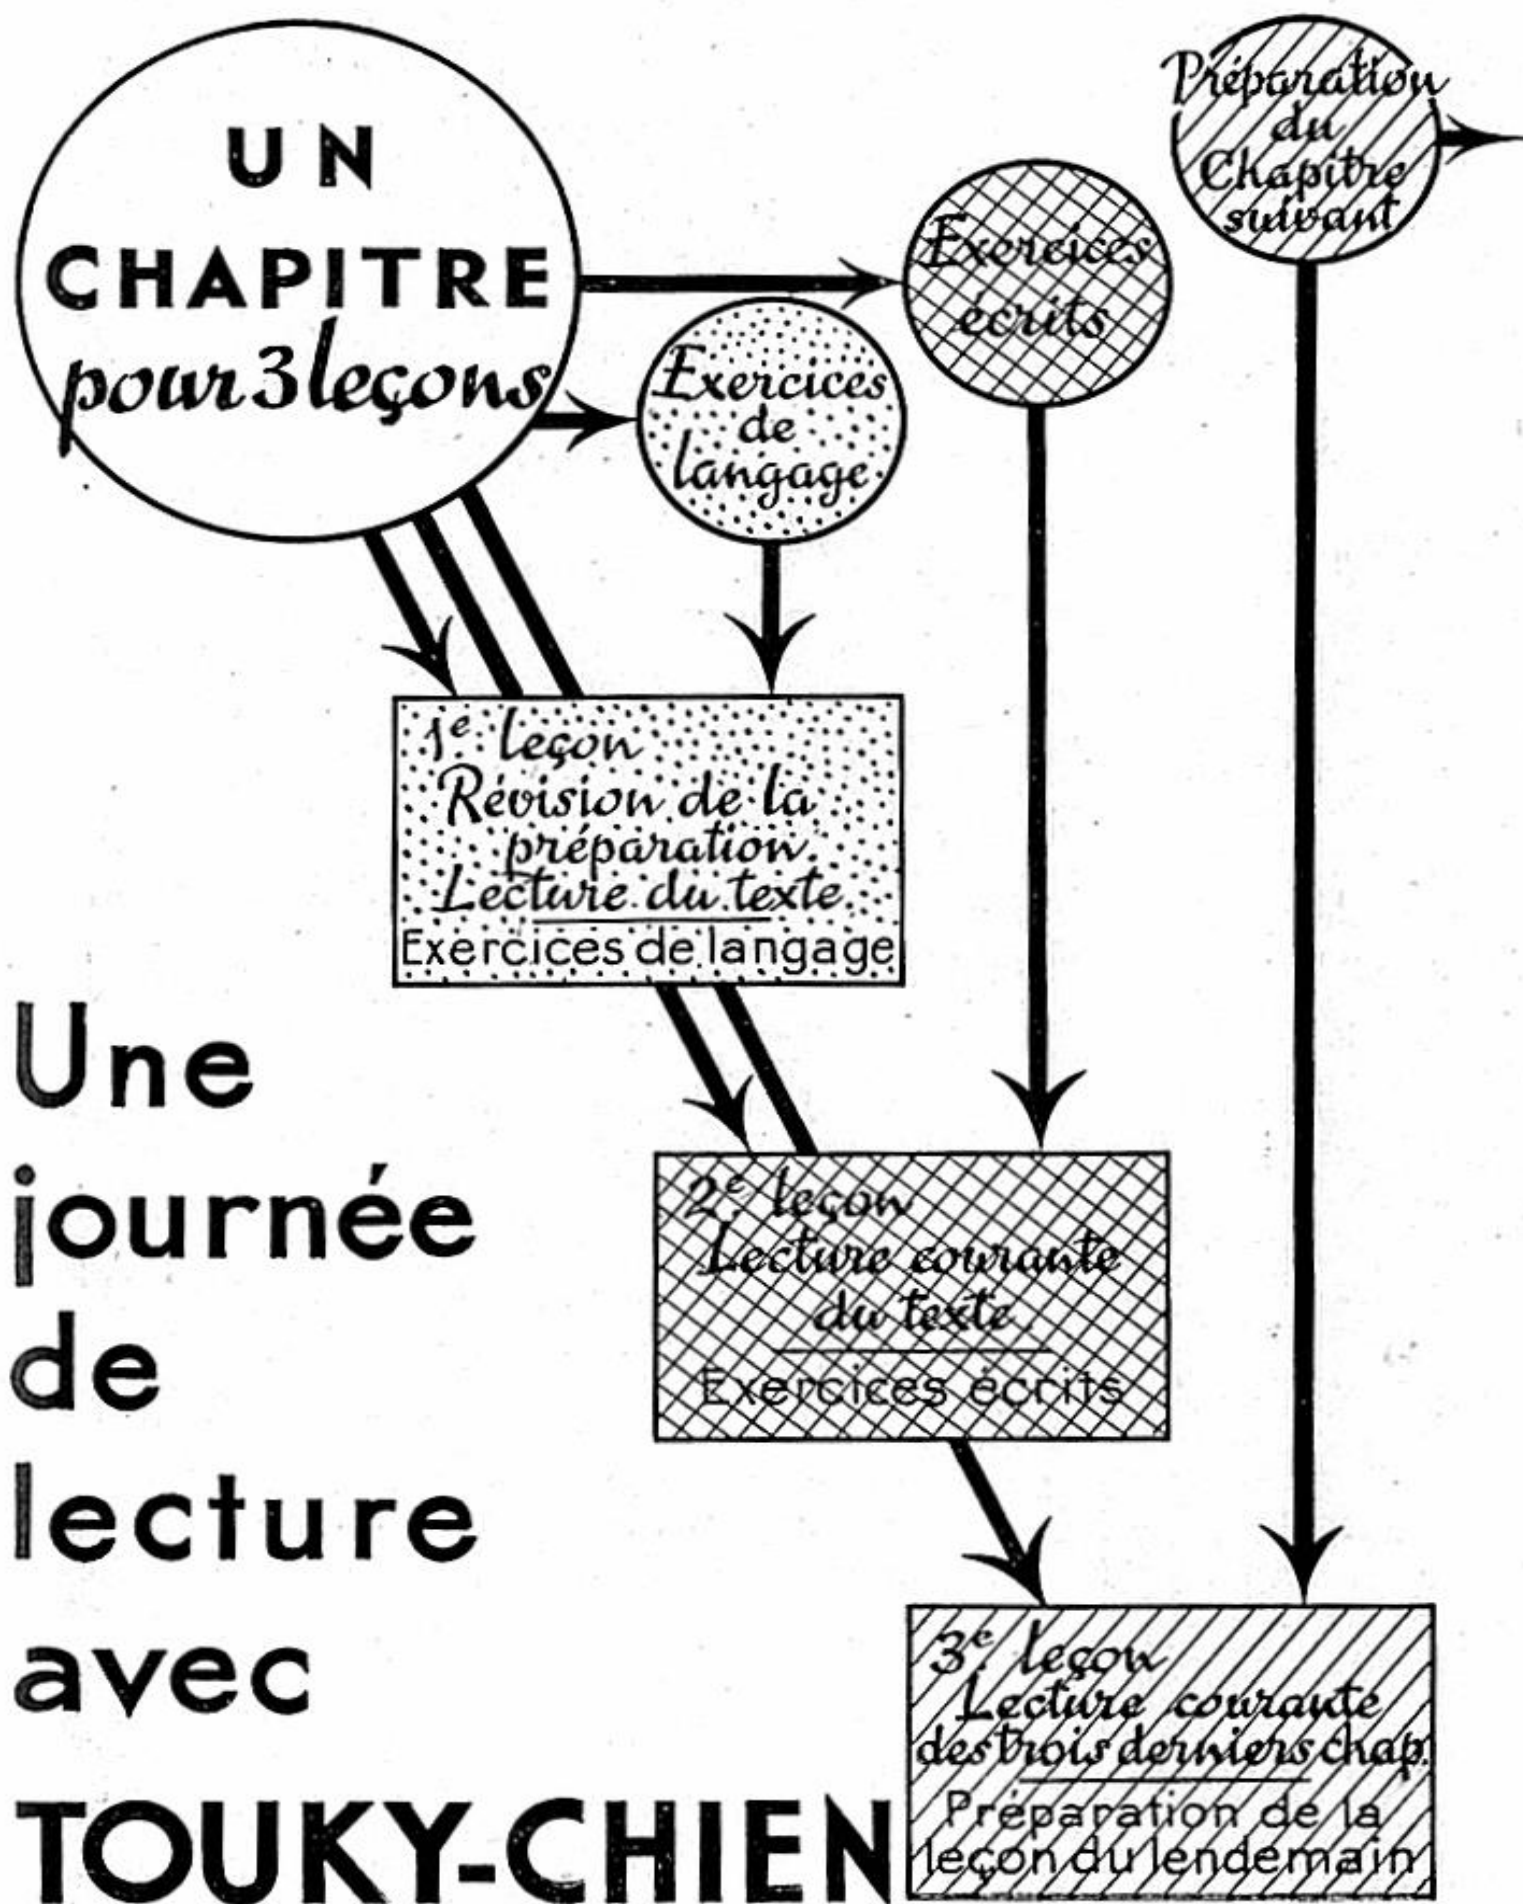 UN
CHAPITRE
pour 3 leçons
Exercices
de
langage
Exercices
écrits
Préparation
du
Chapitre
suivant
1e leçon
Révision de la
préparation
Lecture du texte
Exercices de langage
2e leçon
Lecture courante
du texte
Exercices écrits
3e leçon
Lecture courante
des trois derniers chap.
Préparation de la
leçon du lendemain
Une
journée
de
lecture
avec
TOUKY-CHIEN